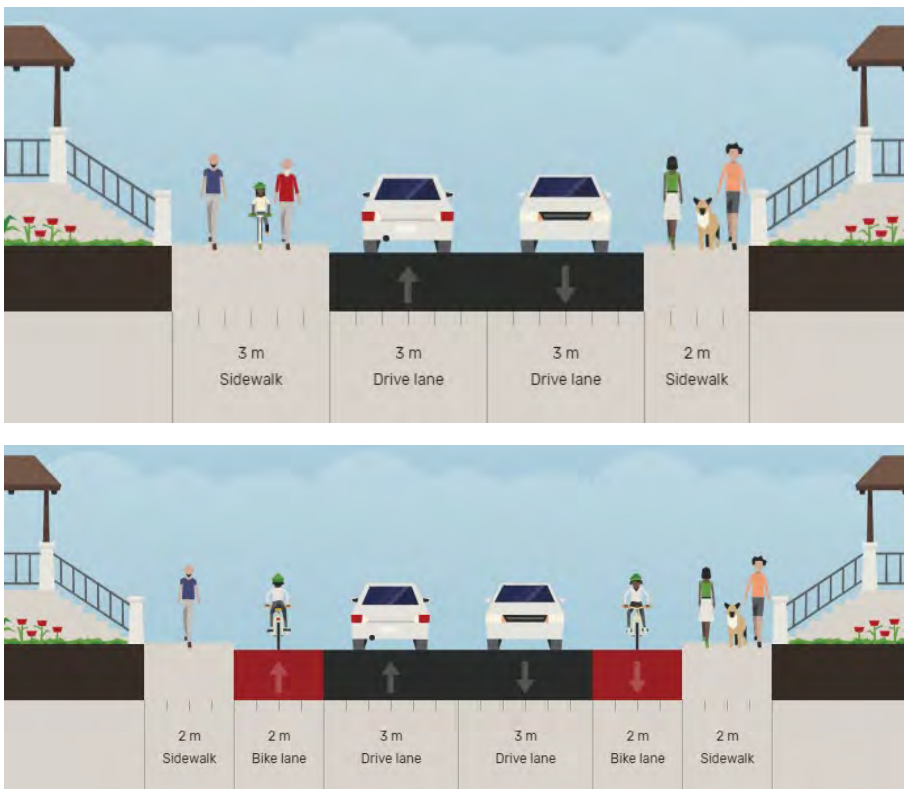 3 m 3 m 3 m 2 m
Sidewalk Drive lane Drive lane Sidewalk
2 m 2 m 3 m 3 m 2 m 2 m
Sidewalk Bike lane Drive lane Drive lane Bike lane Sidewalk